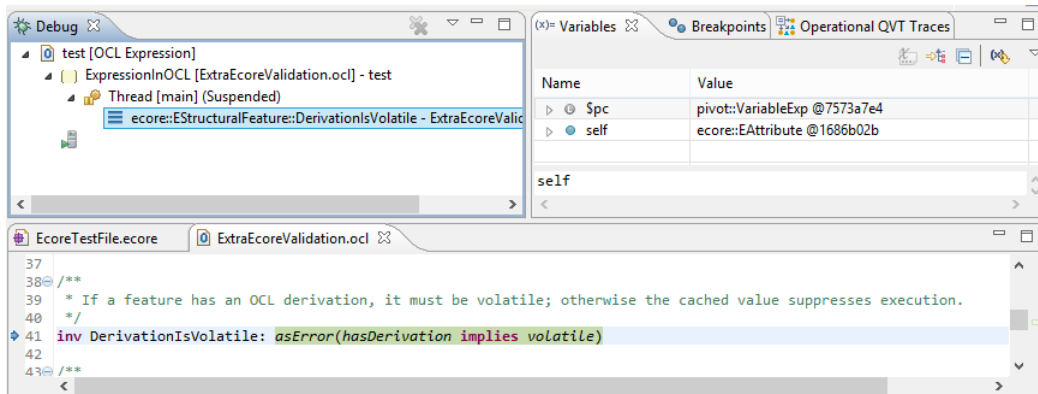 Debug
test [OCL Expression]
ExpressionInOCL [ExtraEcoreValidation.ocl] - test
Thread [main] (Suspended)
ecore::EStructuralFeature::DerivationIsVolatile - ExtraEcoreValid
(x)= Variables
Breakpoints
Operational QVT Traces
Name Value
$pc pivot::VariableExp @7573a7e4
self ecore::EAttribute @1686b02b
self
EcoreTestFile.ecore
ExtraEcoreValidation.ocl
37
38 /**
39 * If a feature has an OCL derivation, it must be volatile; otherwise the cached value suppresses execution.
40 */
41 inv DerivationIsVolatile: asError(hasDerivation implies volatile)
42
43 /**